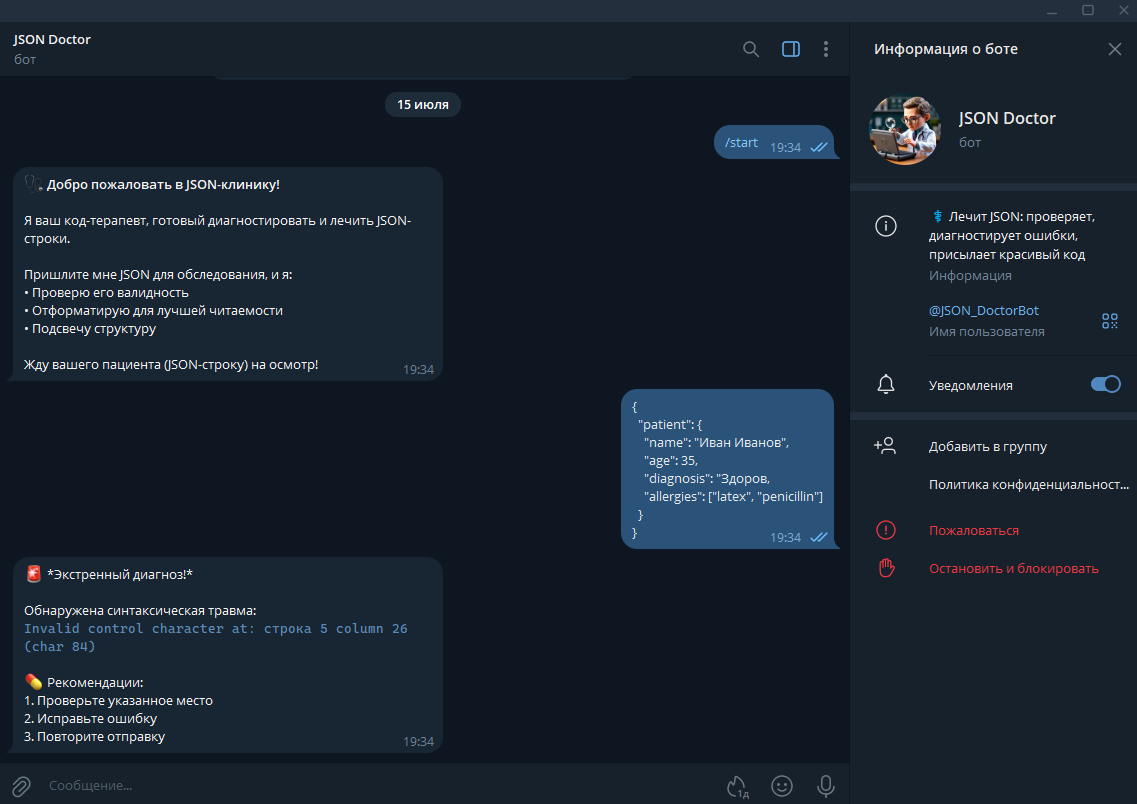 JSON Doctor
бот
15 июля
/start
19:34
Добро пожаловать в JSON-клинику!
Я ваш код-терапевт, готовый диагностировать и лечить JSON-
строки.
Пришлите мне JSON для обследования, и я:
• Проверю его валидность
• Отформатирую для лучшей читаемости
• Подсвечу структуру
Жду вашего пациента (JSON-строку) на осмотр!
19:34
{
"patient": {
"name": "Иван Иванов",
"age": 35,
"diagnosis": "Здоров,
"allergies": ["latex", "penicillin"]
}
}
19:34
*Экстренный диагноз!*
Обнаружена синтаксическая травма:
Invalid control character at: строка 5 column 26
(char 84)
Рекомендации:
1. Проверьте указанное место
2. Исправьте ошибку
3. Повторите отправку
19:34
Сообщение...
1д
Информация о боте
JSON Doctor
бот
Лечит JSON: проверяет,
диагностирует ошибки,
присылает красивый код
Информация
@JSON_DoctorBot
Имя пользователя
Уведомления
Добавить в группу
Политика конфиденциальност...
Пожаловаться
Остановить и блокировать